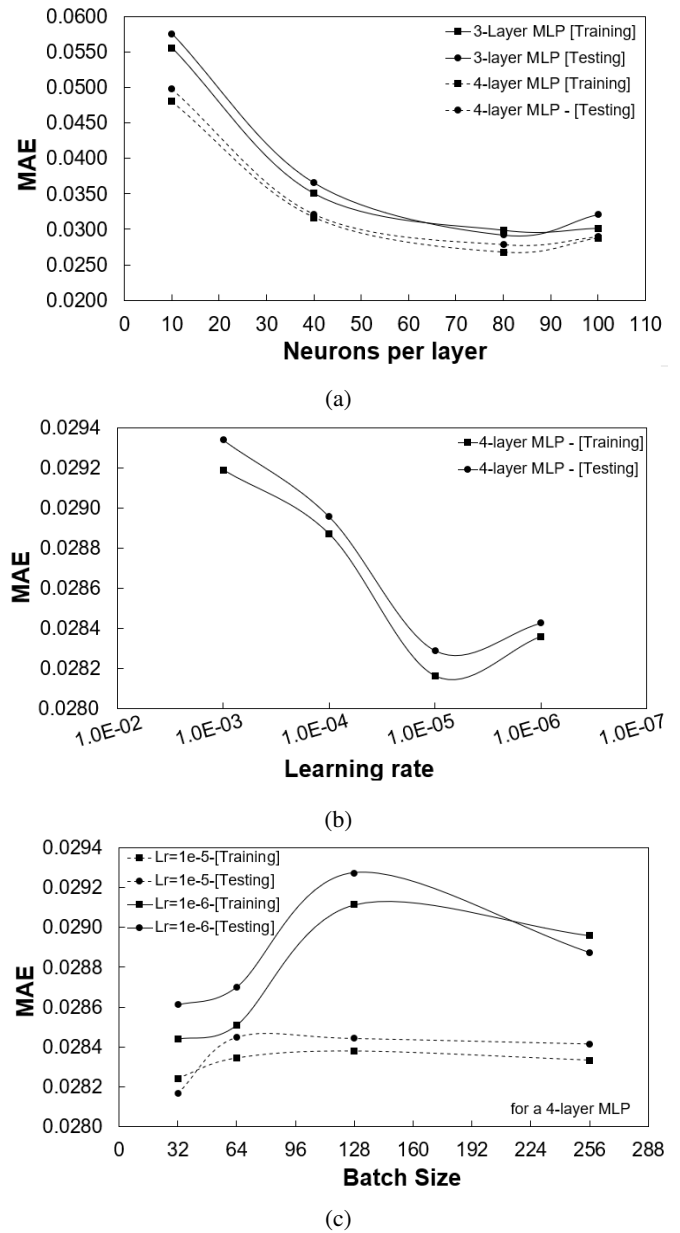 0.0600
0.0550
0.0500
0.0450
0.0400
0.0350
0.0300
0.0250
0.0200
MAE
3-Layer MLP [Training]
3-layer MLP [Testing]
4-layer MLP [Training]
4-layer MLP - [Testing]
0 10 20 30 40 50 60 70 80 90 100 110
Neurons per layer
(a)
0.0294
0.0292
0.0290
0.0288
0.0286
0.0284
0.0282
0.0280
MAE
4-layer MLP - [Training]
4-layer MLP - [Testing]
1.0E-02 1.0E-03 1.0E-04 1.0E-05 1.0E-06 1.0E-07
Learning rate
(b)
0.0294
0.0292
0.0290
0.0288
0.0286
0.0284
0.0282
0.0280
MAE
Lr=1e-5-[Training]
Lr=1e-5-[Testing]
Lr=1e-6-[Training]
Lr=1e-6-[Testing]
for a 4-layer MLP
0 32 64 96 128 160 192 224 256 288
Batch Size
(c)